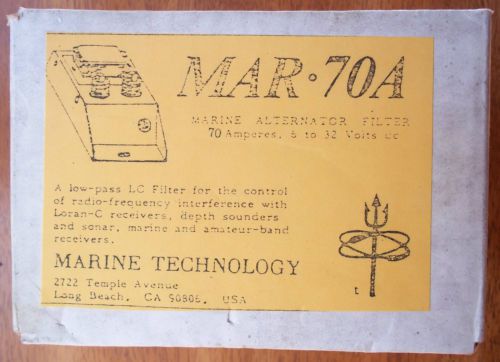 MAR·70A
MARINE ALTERNATOR FILTER
70 Amperes, 6 to 32 Volts DC
A low-pass LC Filter for the control
of radio-frequency interference with
Loran-C receivers, depth sounders
and sonar, marine and amateur-band
receivers.
MARINE TECHNOLOGY
2722 Temple Avenue
Long Beach, CA 90806, USA
t